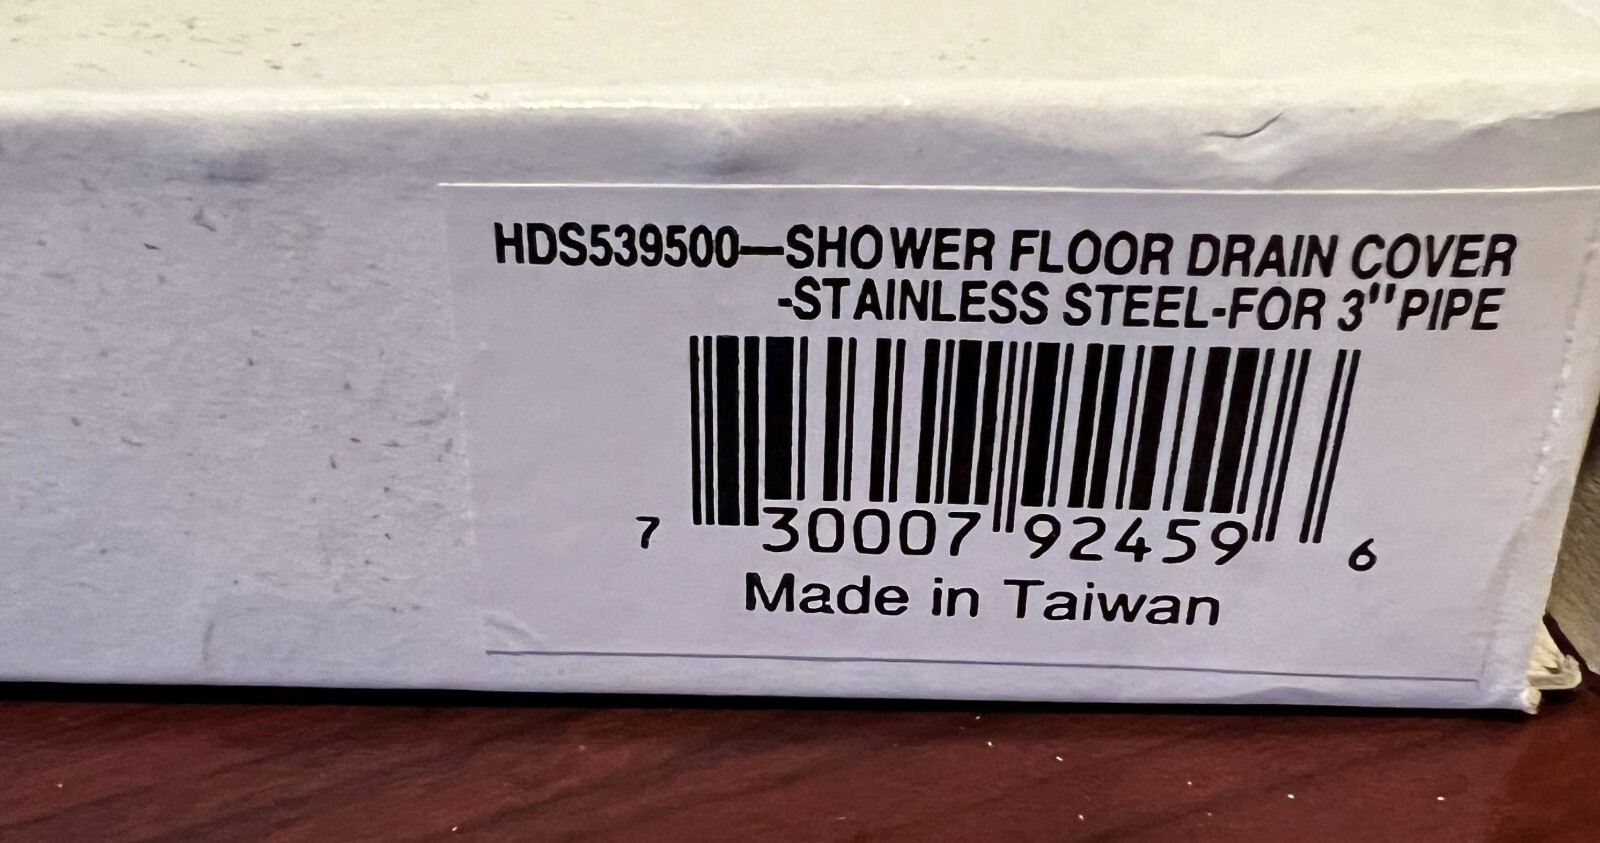 HDS539500—SHOWER FLOOR DRAIN COVER
-STAINLESS STEEL-FOR 3" PIPE
7 30007 92459 6
Made in Taiwan